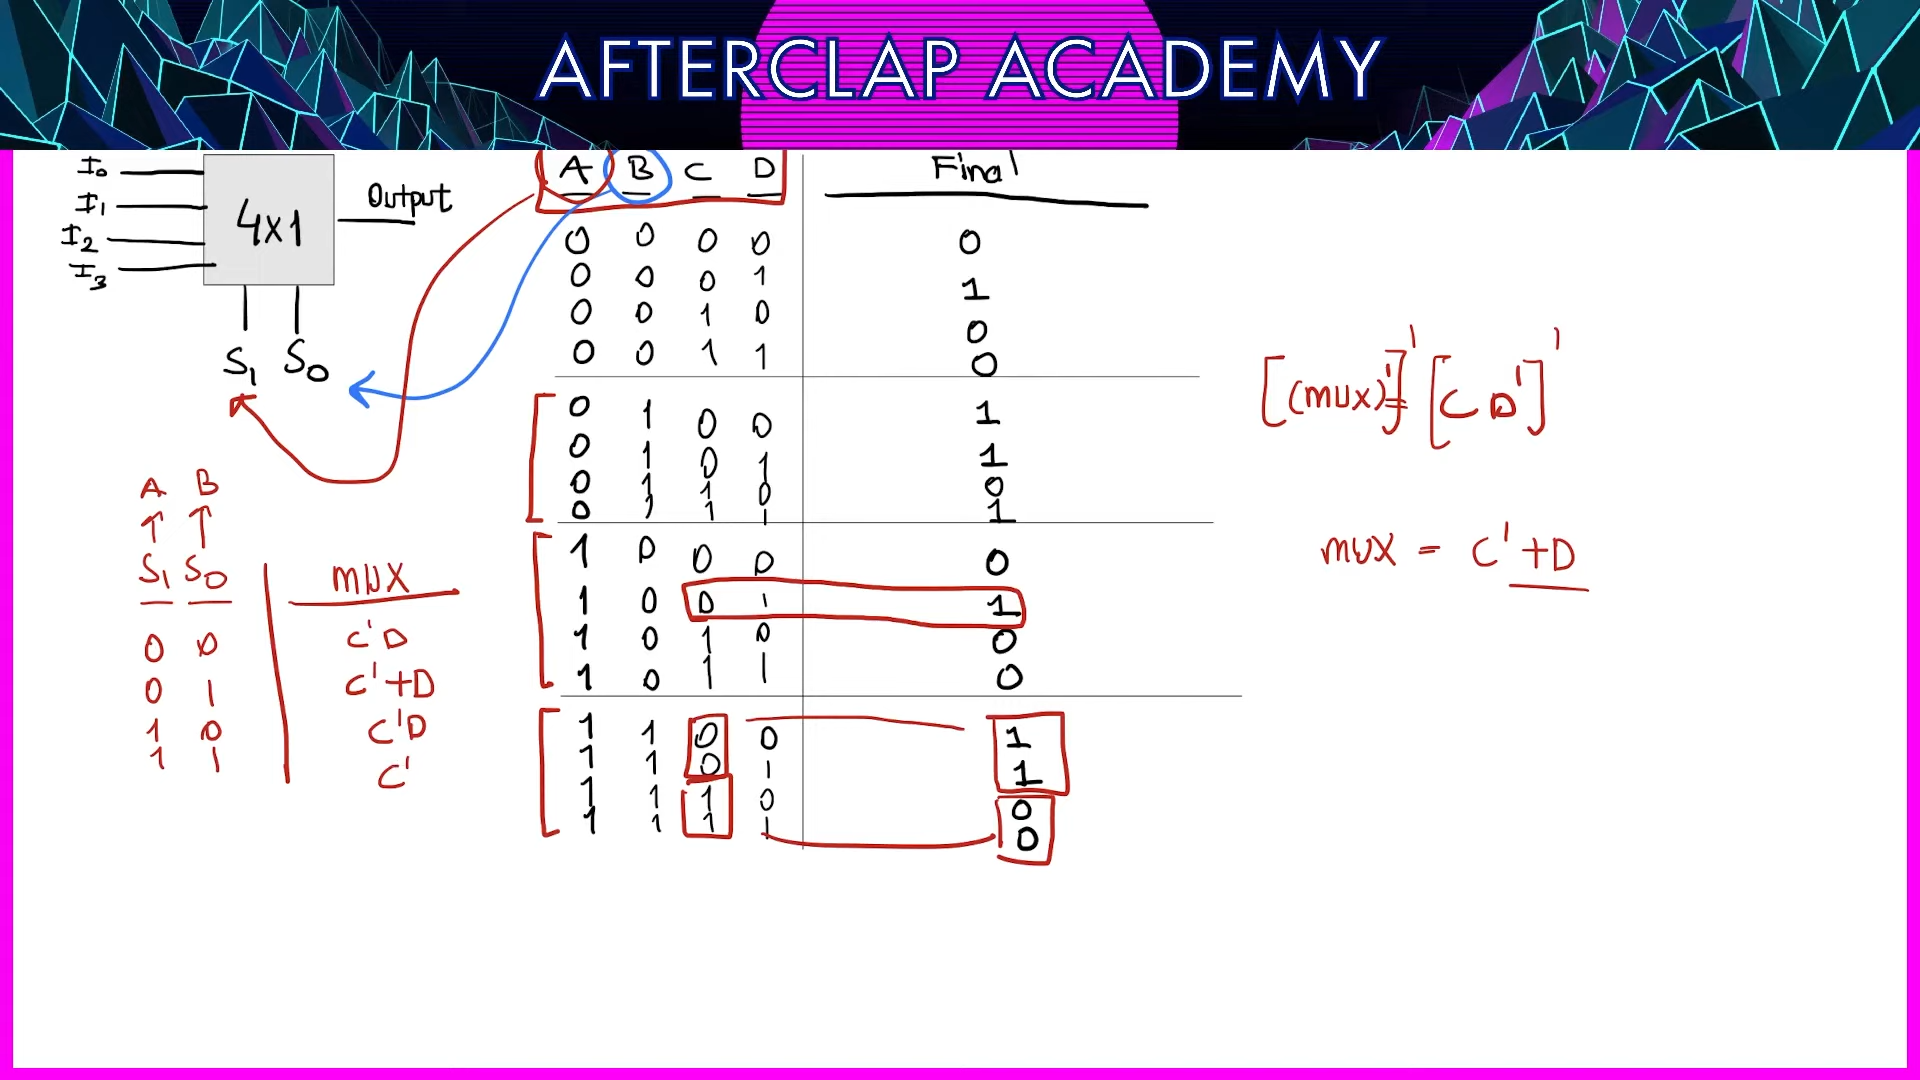 AFTERCLAP ACADEMY
I0
I1
I2
I3
4x1
Output
S1 S0
A B C D Final
0 0 0 0 0
0 0 0 1 1
0 0 1 0 0
0 0 1 1 0
0 1 0 0 1
0 1 0 1 1
0 1 1 0 0
0 1 1 1 1
1 0 0 0 0
1 0 0 1 1
1 0 1 0 0
1 0 1 1 0
1 1 0 0 1
1 1 0 1 1
1 1 1 0 0
1 1 1 1 0
A B
↑ ↑
S1 S0 MUX
0 0 C'D
0 1 C'+D
1 0 C'D
1 1 C'
[(MUX)']' = [C D']'
MUX = C'+D